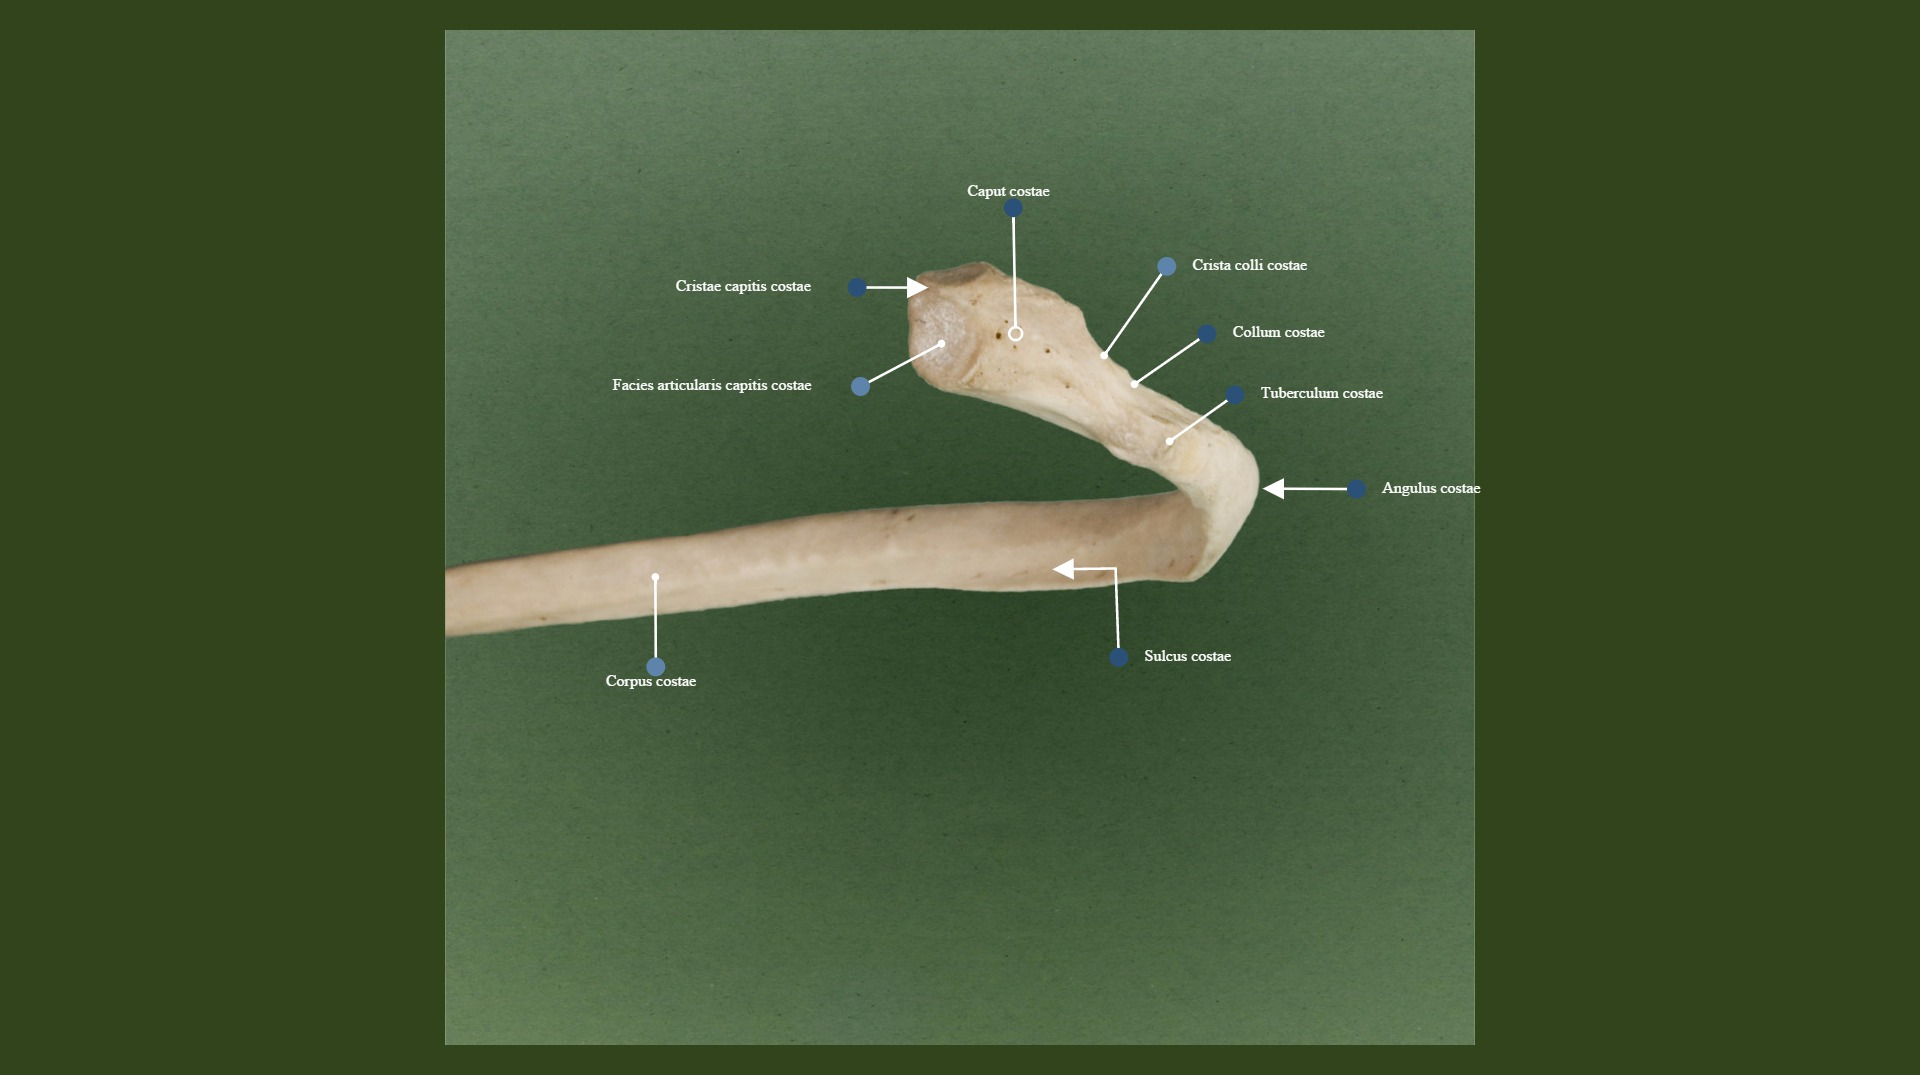 Caput costae
Crista colli costae
Cristae capitis costae
Collum costae
Facies articularis capitis costae
Tuberculum costae
Angulus costae
Sulcus costae
Corpus costae